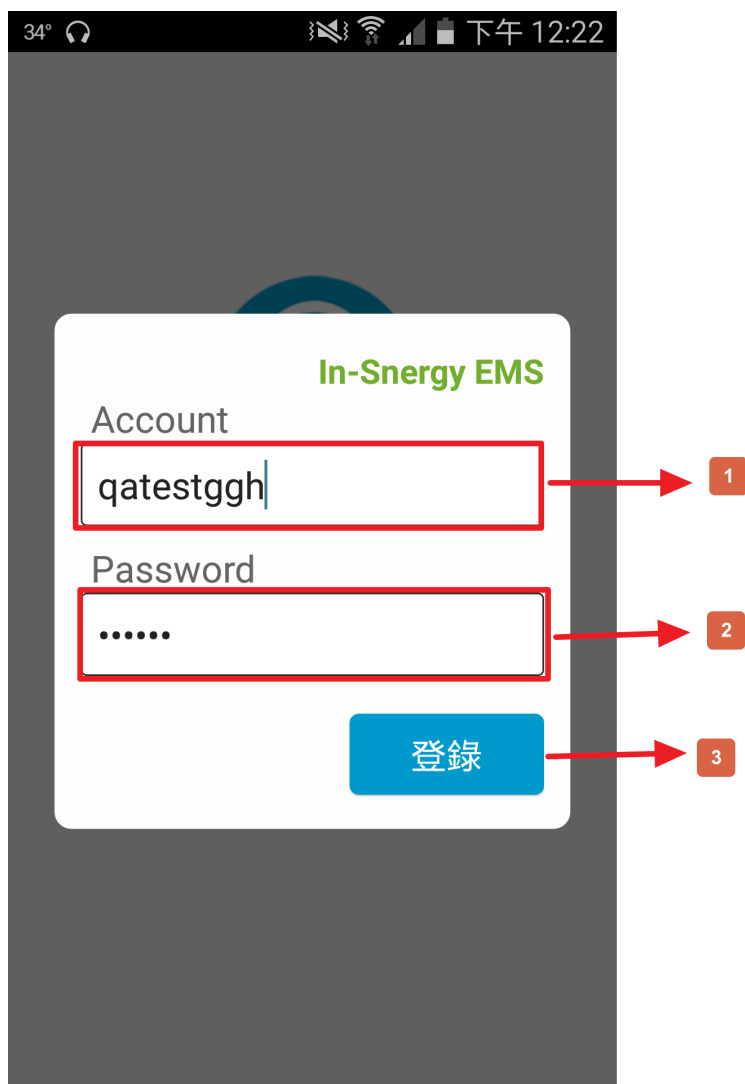 34° 下午 12:22
In-Snergy EMS
Account
qatestggh
1
Password
••••••
2
登錄
3